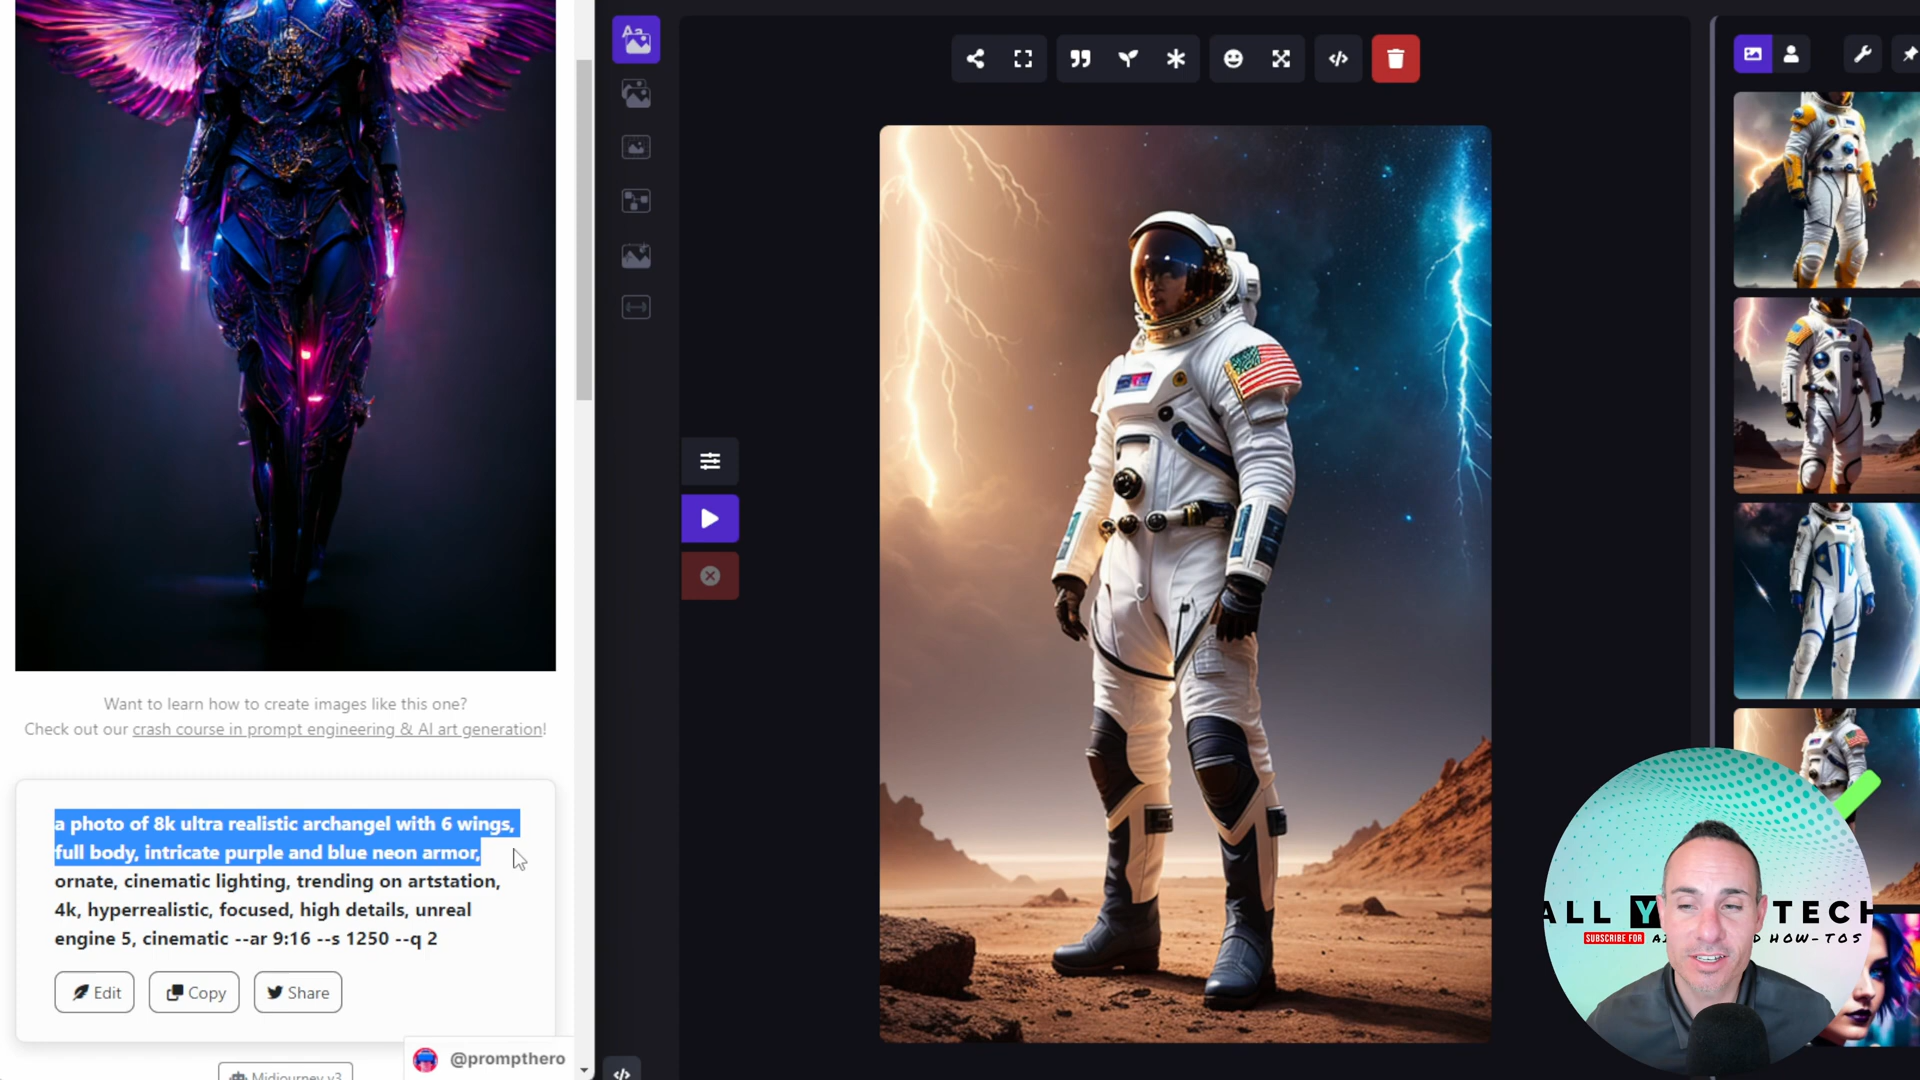 Aa
Want to learn how to create images like this one?
Check out our crash course in prompt engineering & AI art generation!
a photo of 8k ultra realistic archangel with 6 wings,
full body, intricate purple and blue neon armor,
ornate, cinematic lighting, trending on artstation,
4k, hyperrealistic, focused, high details, unreal
engine 5, cinematic --ar 9:16 --s 1250 --q 2
Edit
Copy
Share
@prompthero
Midjourney v3
ALL Y TECH
SUBSCRIBE FOR
D HOW-TOS